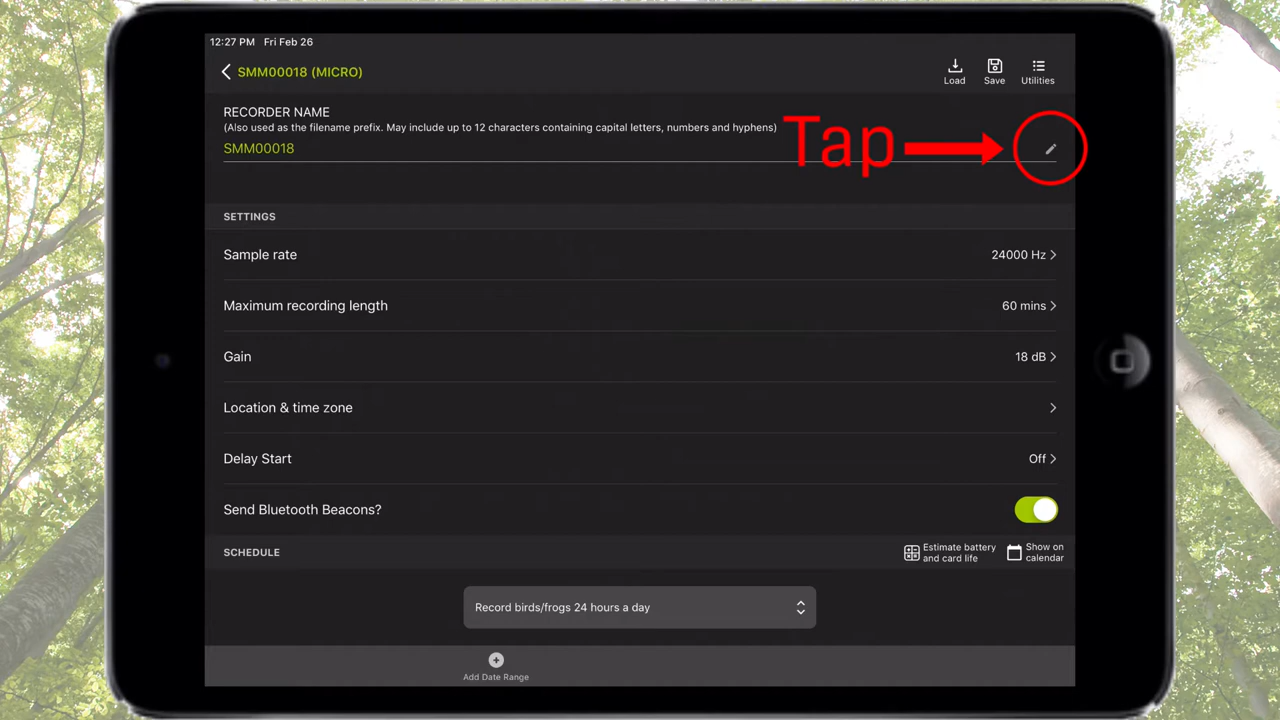 12:27 PM Fri Feb 26
SMM00018 (MICRO)
Load
Save
Utilities
RECORDER NAME
(Also used as the filename prefix. May include up to 12 characters containing capital letters, numbers and hyphens)
SMM00018
Tap
SETTINGS
Sample rate 24000 Hz
Maximum recording length 60 mins
Gain 18 dB
Location & time zone
Delay Start Off
Send Bluetooth Beacons?
SCHEDULE
Estimate battery
and card life
Show on
calendar
Record birds/frogs 24 hours a day
Add Date Range